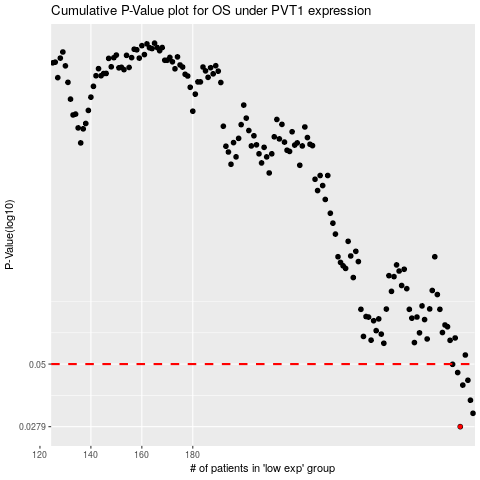 Cumulative P-Value plot for OS under PVT1 expression
P-Value(log10)
0.05
0.0279
120 140 160 180
# of patients in 'low exp' group